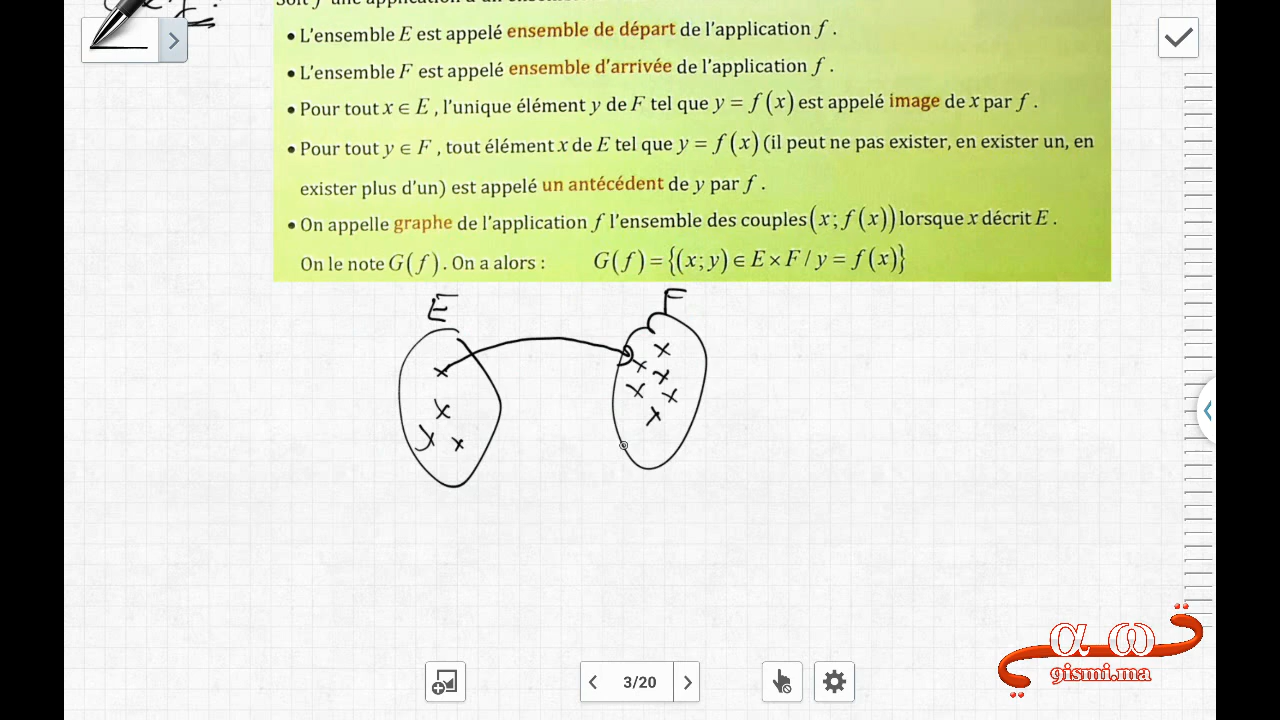 • L'ensemble E est appelé ensemble de départ de l'application f .
• L'ensemble F est appelé ensemble d'arrivée de l'application f .
• Pour tout x ∈ E , l'unique élément y de F tel que y = f(x) est appelé image de x par f .
• Pour tout y ∈ F , tout élément x de E tel que y = f(x) (il peut ne pas exister, en exister un, en
exister plus d'un) est appelé un antécédent de y par f .
• On appelle graphe de l'application f l'ensemble des couples (x; f(x)) lorsque x décrit E .
On le note G(f). On a alors : G(f) = {(x; y) ∈ E × F / y = f(x)}
E F
α ω
gismi.ma
3/20